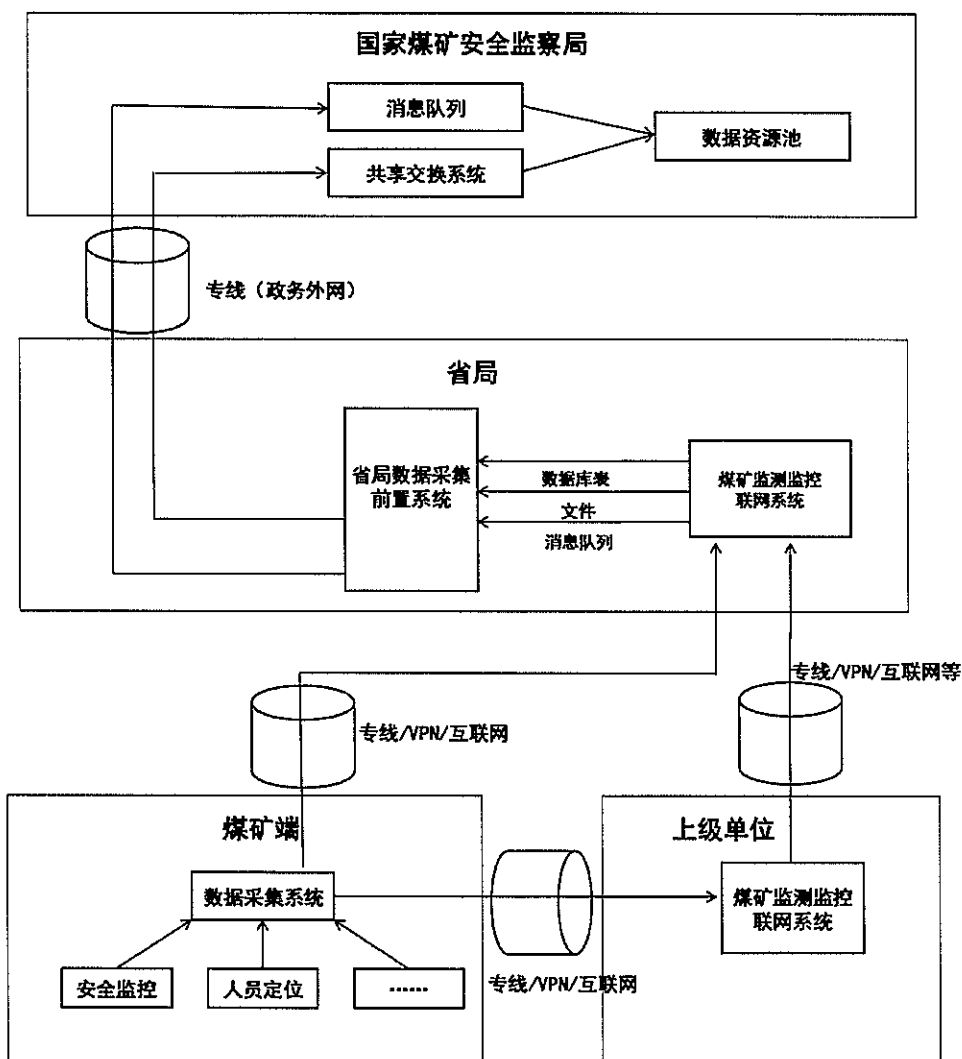 国家煤矿安全监察局
消息队列
数据资源池
共享交换系统
专线（政务外网）
省局
省局数据采集
前置系统
数据库表
文件
消息队列
煤矿监测监控
联网系统
专线/VPN/互联网
专线/VPN/互联网等
煤矿端
数据采集系统
安全监控
人员定位
……
专线/VPN/互联网
上级单位
煤矿监测监控
联网系统